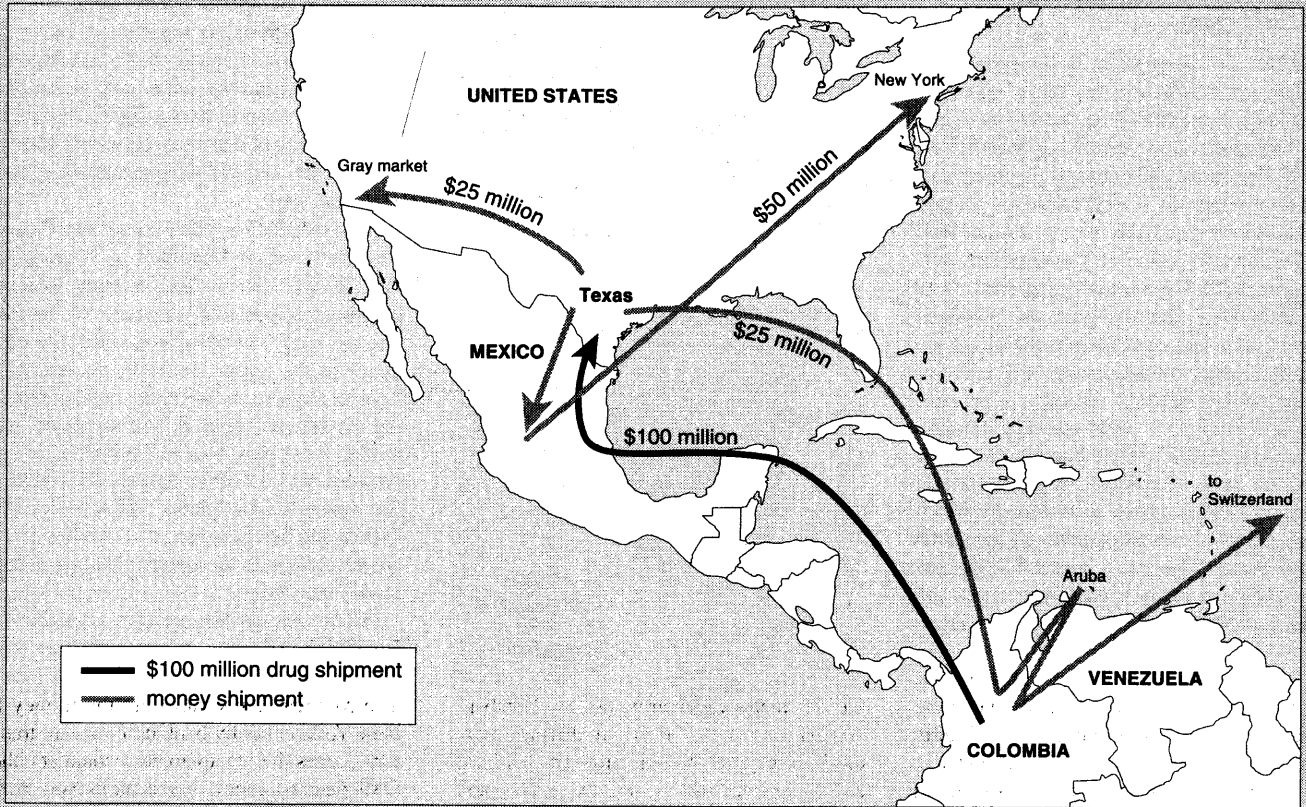 New York
UNITED STATES
Gray market
$25 million
$50 million
Texas
$25 million
MEXICO
$100 million
to
Switzerland
Aruba
$100 million drug shipment
money shipment
VENEZUELA
COLOMBIA